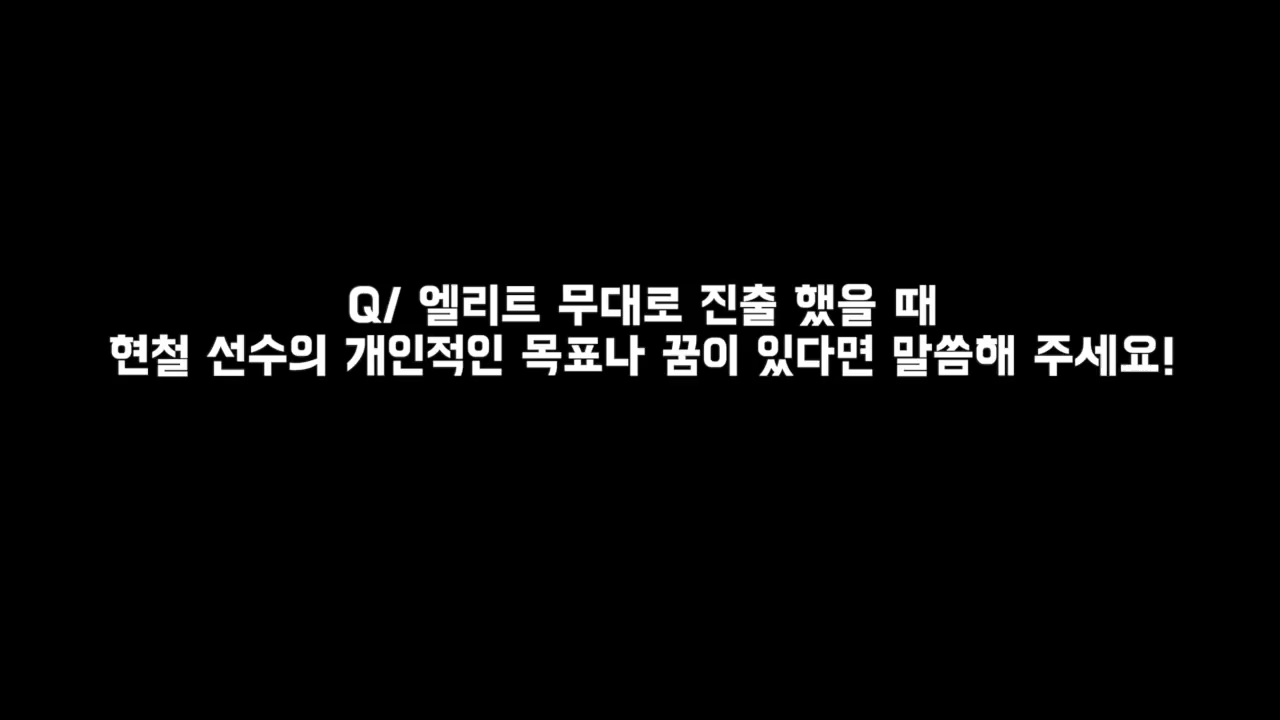 Q/ 엘리트 무대로 진출 했을 때
현철 선수의 개인적인 목표나 꿈이 있다면 말씀해 주세요!